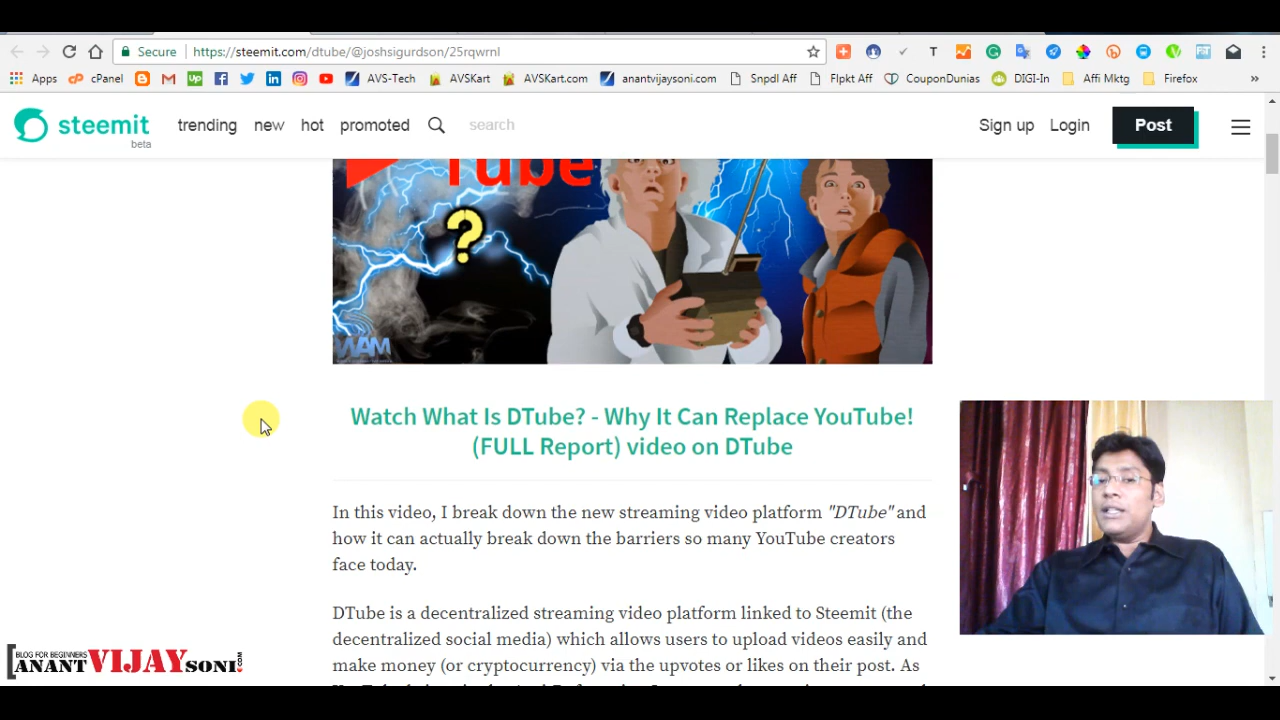 Secure
https://steemit.com/dtube/@joshsigurdson/25rqwrnl
Apps cPanel AVS-Tech AVSKart AVSKart.com anantvijaysoni.com Snpdl Aff Flpkt Aff CouponDunias DIGI-In Affi Mktg Firefox »
steemit
beta
trending new hot promoted search Sign up Login Post
Tube
?
WAM
Watch What Is DTube? - Why It Can Replace YouTube!
(FULL Report) video on DTube
In this video, I break down the new streaming video platform "DTube" and
how it can actually break down the barriers so many YouTube creators
face today.
DTube is a decentralized streaming video platform linked to Steemit (the
decentralized social media) which allows users to upload videos easily and
make money (or cryptocurrency) via the upvotes or likes on their post. As
BLOG FOR BEGINNERS
ANANTVIJAYSONI.COM